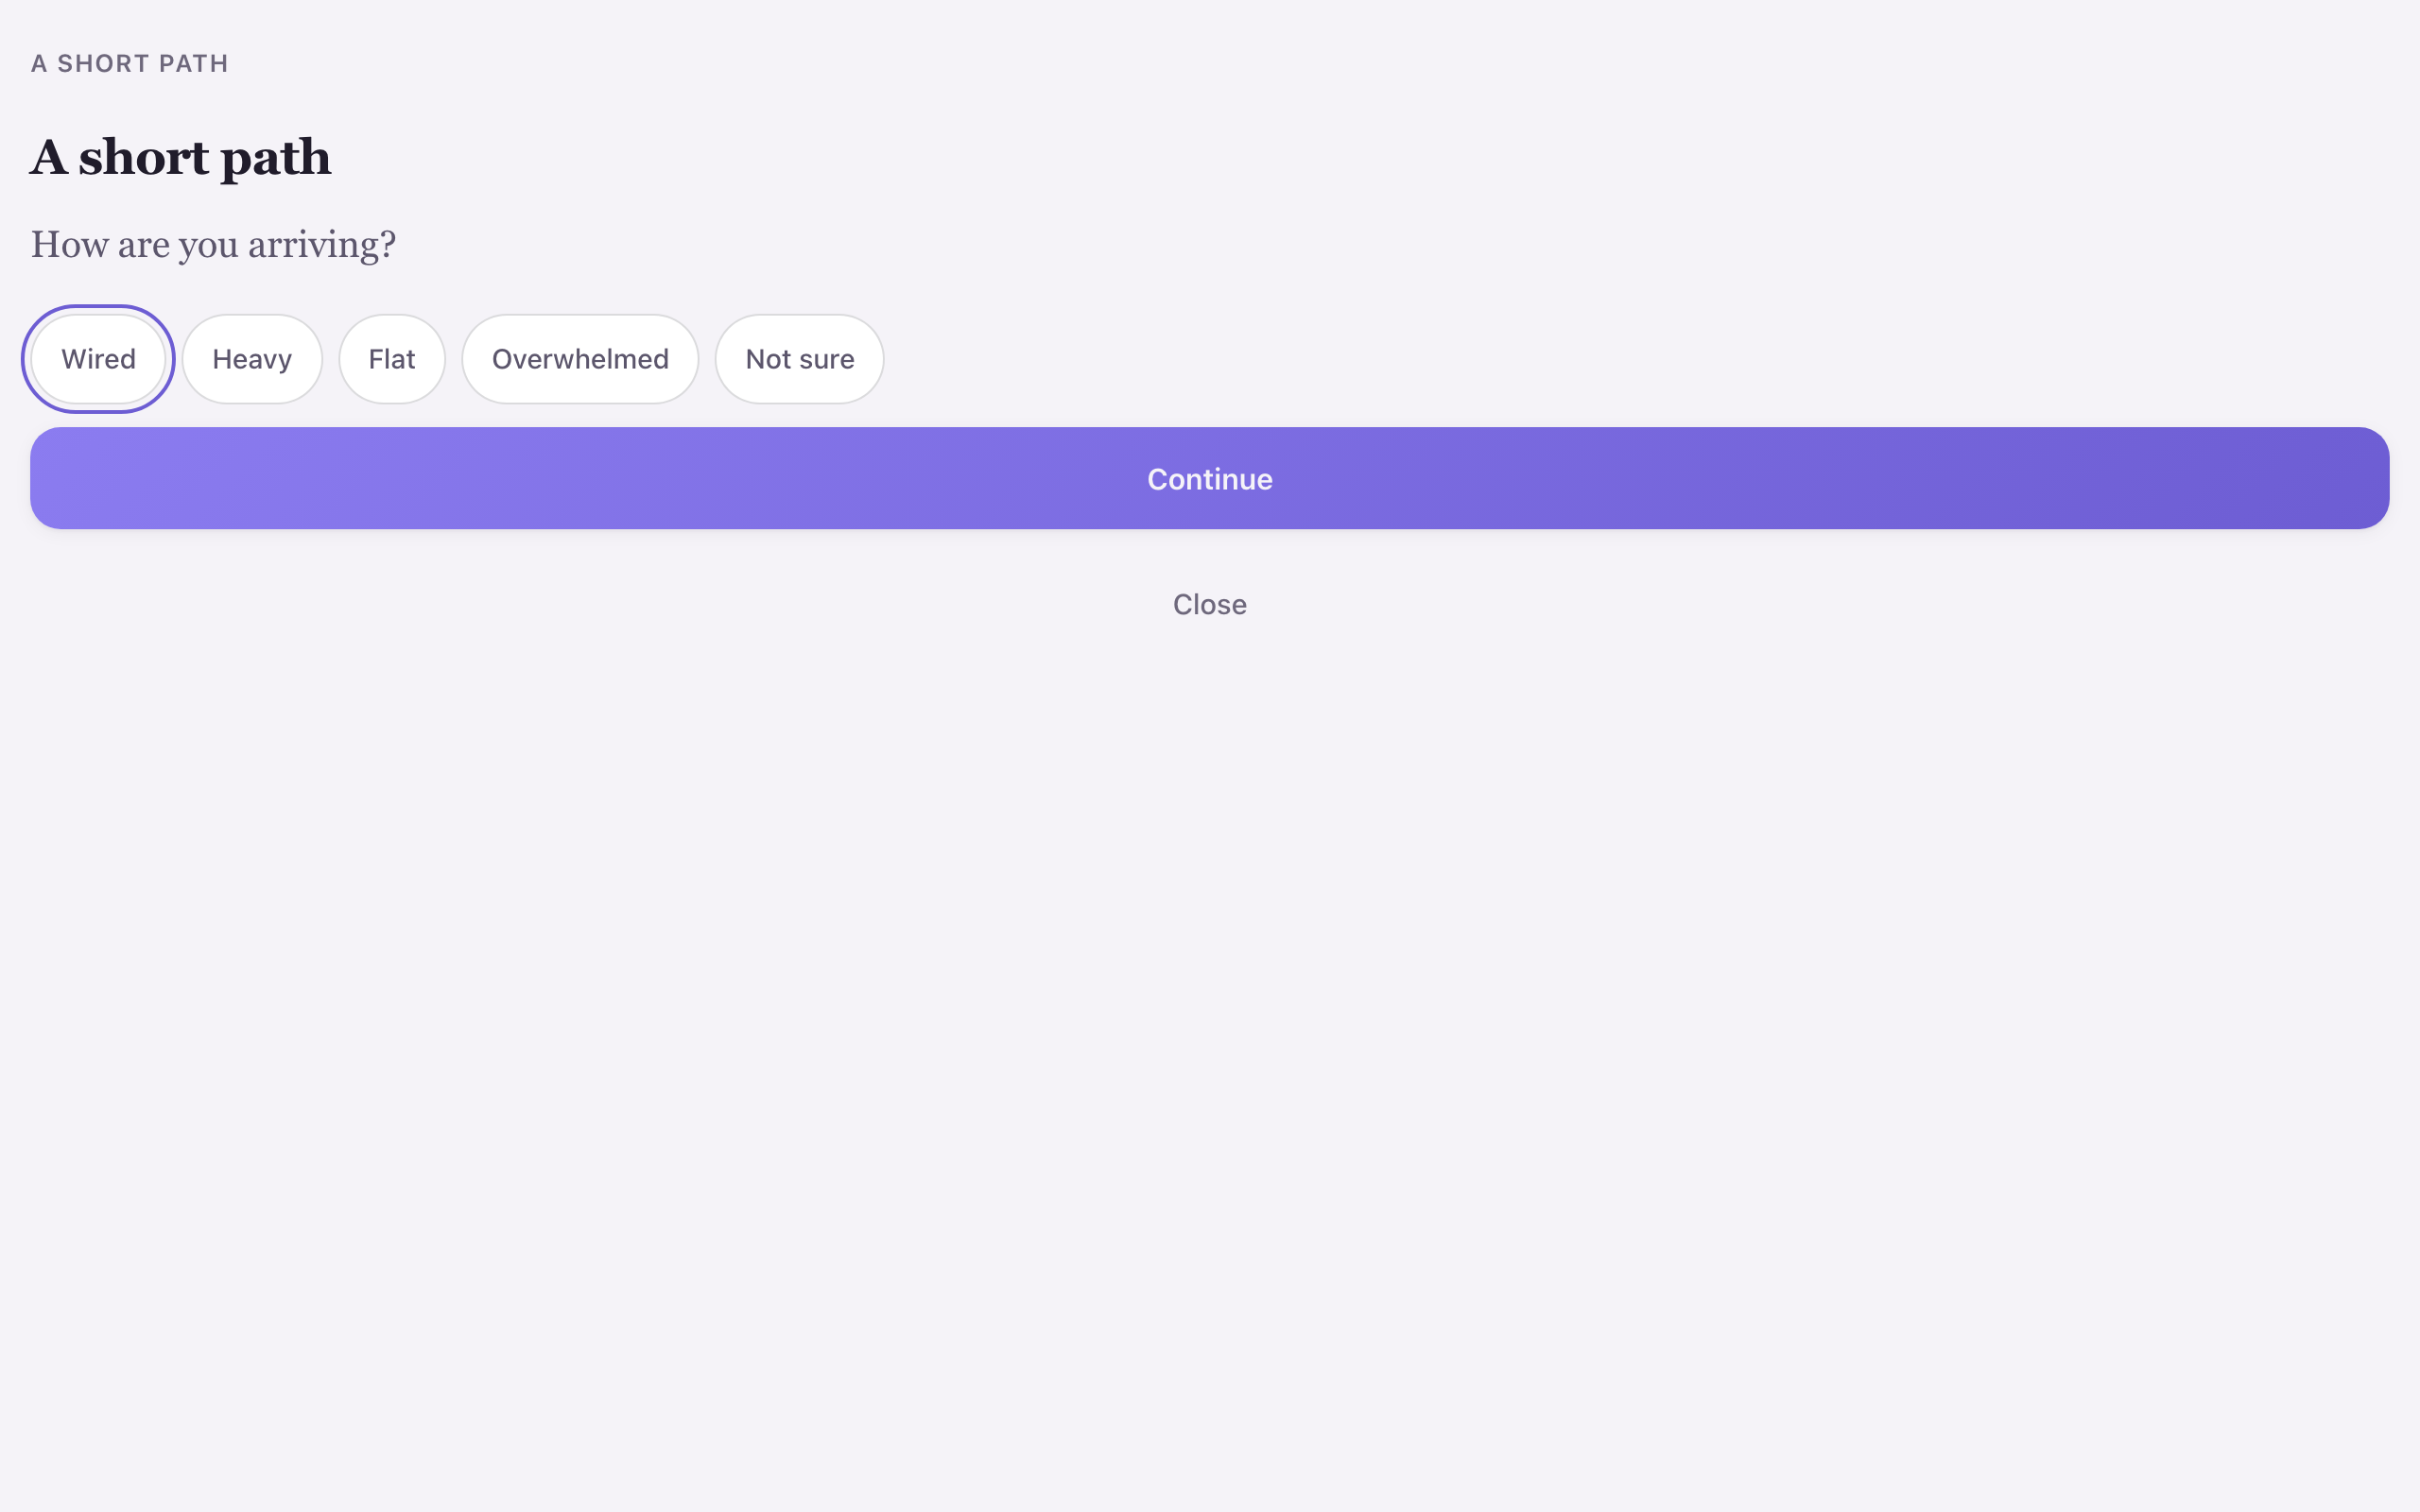 A SHORT PATH
A short path
How are you arriving?
Wired Heavy Flat Overwhelmed Not sure
Continue
Close